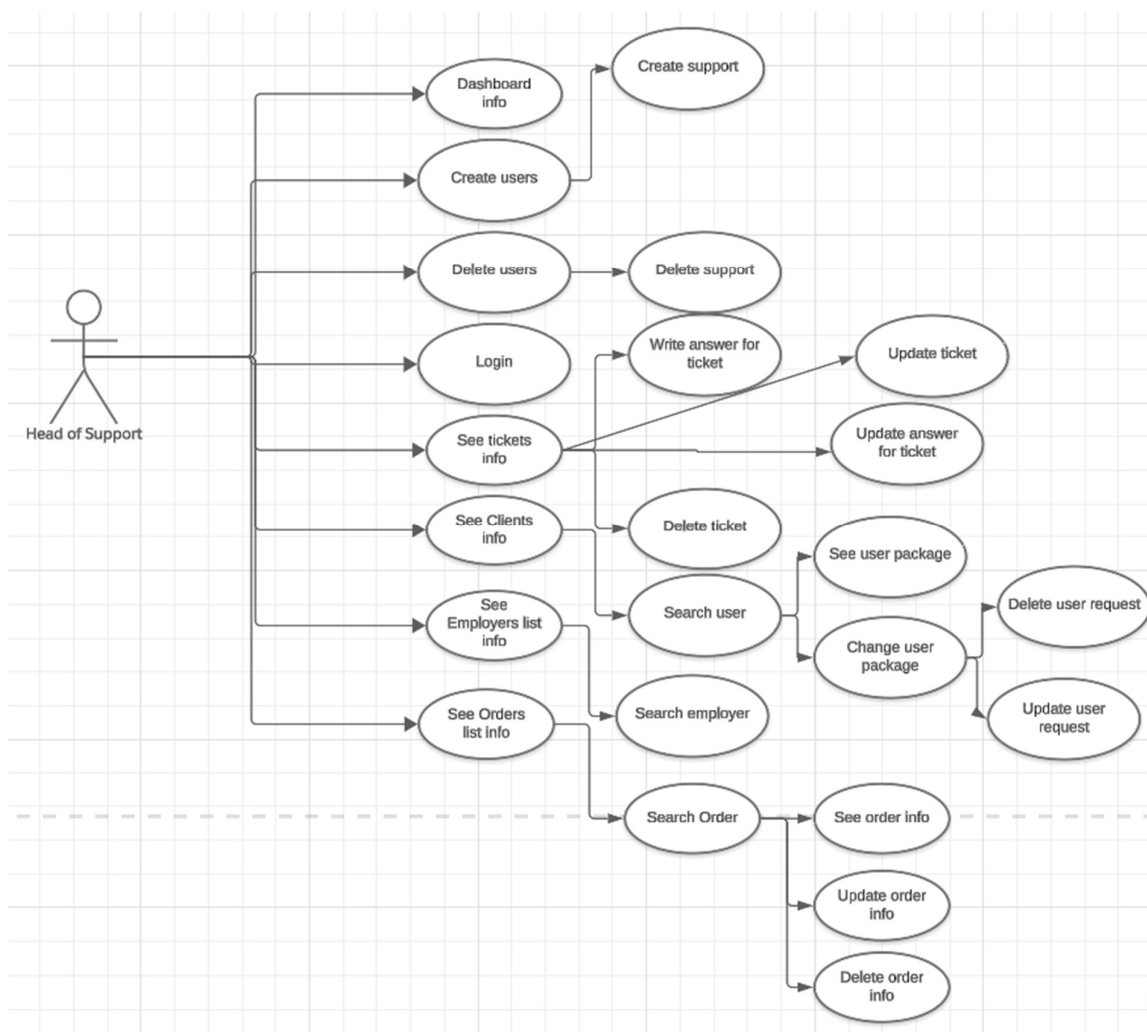 Create support
Dashboard
info
Create users
Delete users
Delete support
Write answer for
ticket
Update ticket
Login
Head of Support
See tickets
info
Update answer
for ticket
See Clients
info
Delete ticket
See user package
See
Employers list
info
Search user
Delete user request
Change user
package
See Orders
list info
Search employer
Update user
request
Search Order
See order info
Update order
info
Delete order
info